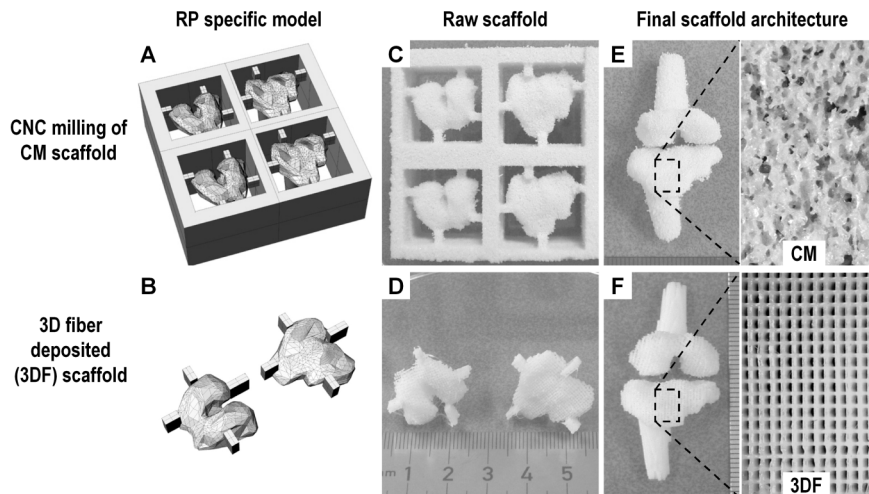 RP specific model
Raw scaffold
Final scaffold architecture
A
C
E
CNC milling of
CM scaffold
CM
B
D
F
3D fiber
deposited
(3DF) scaffold
cm 1 2 3 4 5
3DF